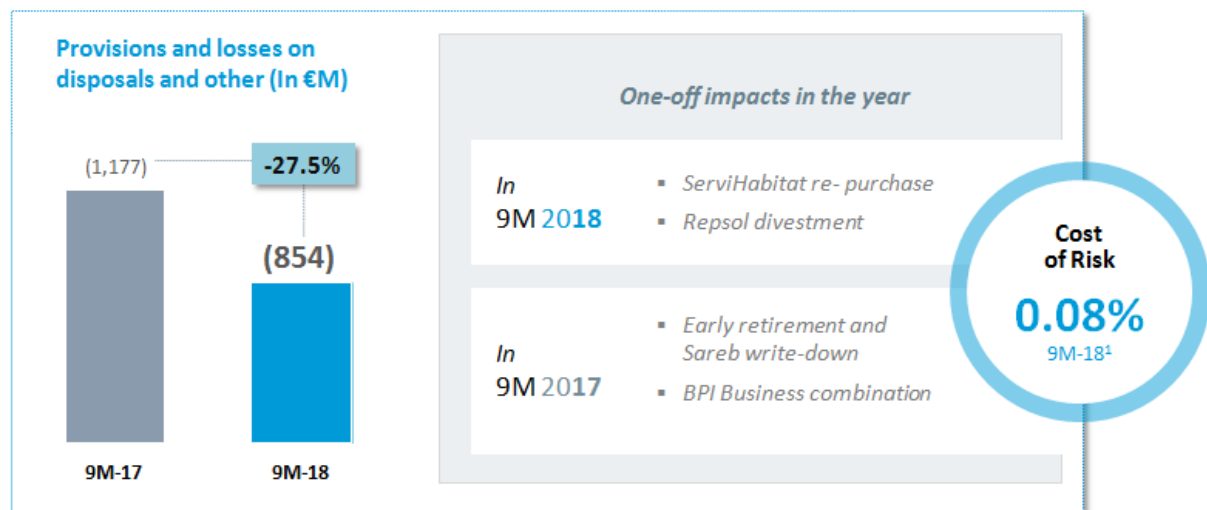 Provisions and losses on
disposals and other (In €M)
(1,177)
-27.5%
(854)
9M-17
9M-18
One-off impacts in the year
In
9M 2018
▪ ServiHabitat re- purchase
▪ Repsol divestment
In
9M 2017
▪ Early retirement and
Sareb write-down
▪ BPI Business combination
Cost
of Risk
0.08%
9M-18¹